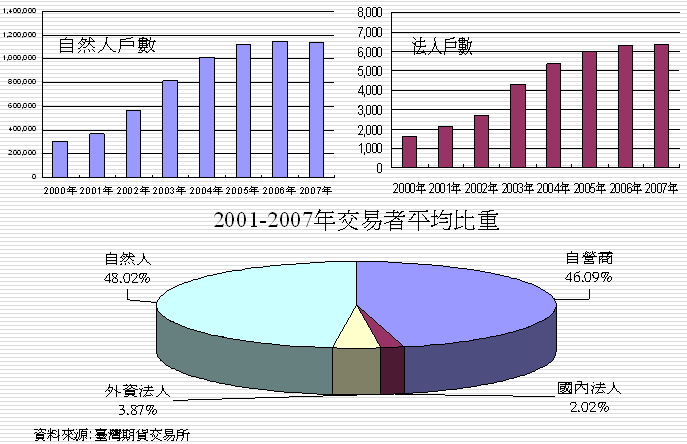 自然人戶數
1,400,000
1,200,000
1,000,000
800,000
600,000
400,000
200,000
0
2000年 2001年 2002年 2003年 2004年 2005年 2006年 2007年
法人戶數
8,000
7,000
6,000
5,000
4,000
3,000
2,000
1,000
0
2000年 2001年 2002年 2003年 2004年 2005年 2006年 2007年
2001-2007年交易者平均比重
自然人
48.02%
自營商
46.09%
外資法人
3.87%
國內法人
2.02%
資料來源:臺灣期貨交易所